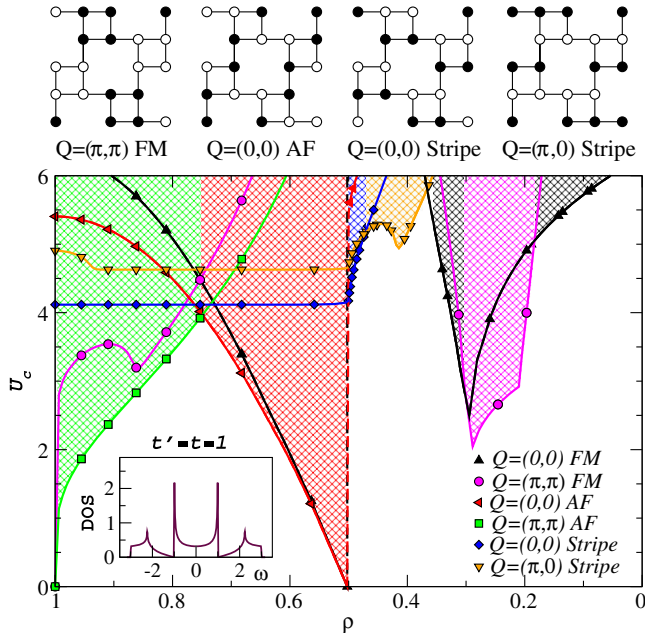 Q=(π,π) FM Q=(0,0) AF Q=(0,0) Stripe Q=(π,0) Stripe
6
4
2
0
U_c
t'=t=1
DOS
2
1
0
-2 0 2 ω
Q=(0,0) FM
Q=(π,π) FM
Q=(0,0) AF
Q=(π,π) AF
Q=(0,0) Stripe
Q=(π,0) Stripe
1 0.8 0.6 0.4 0.2 0
ρ